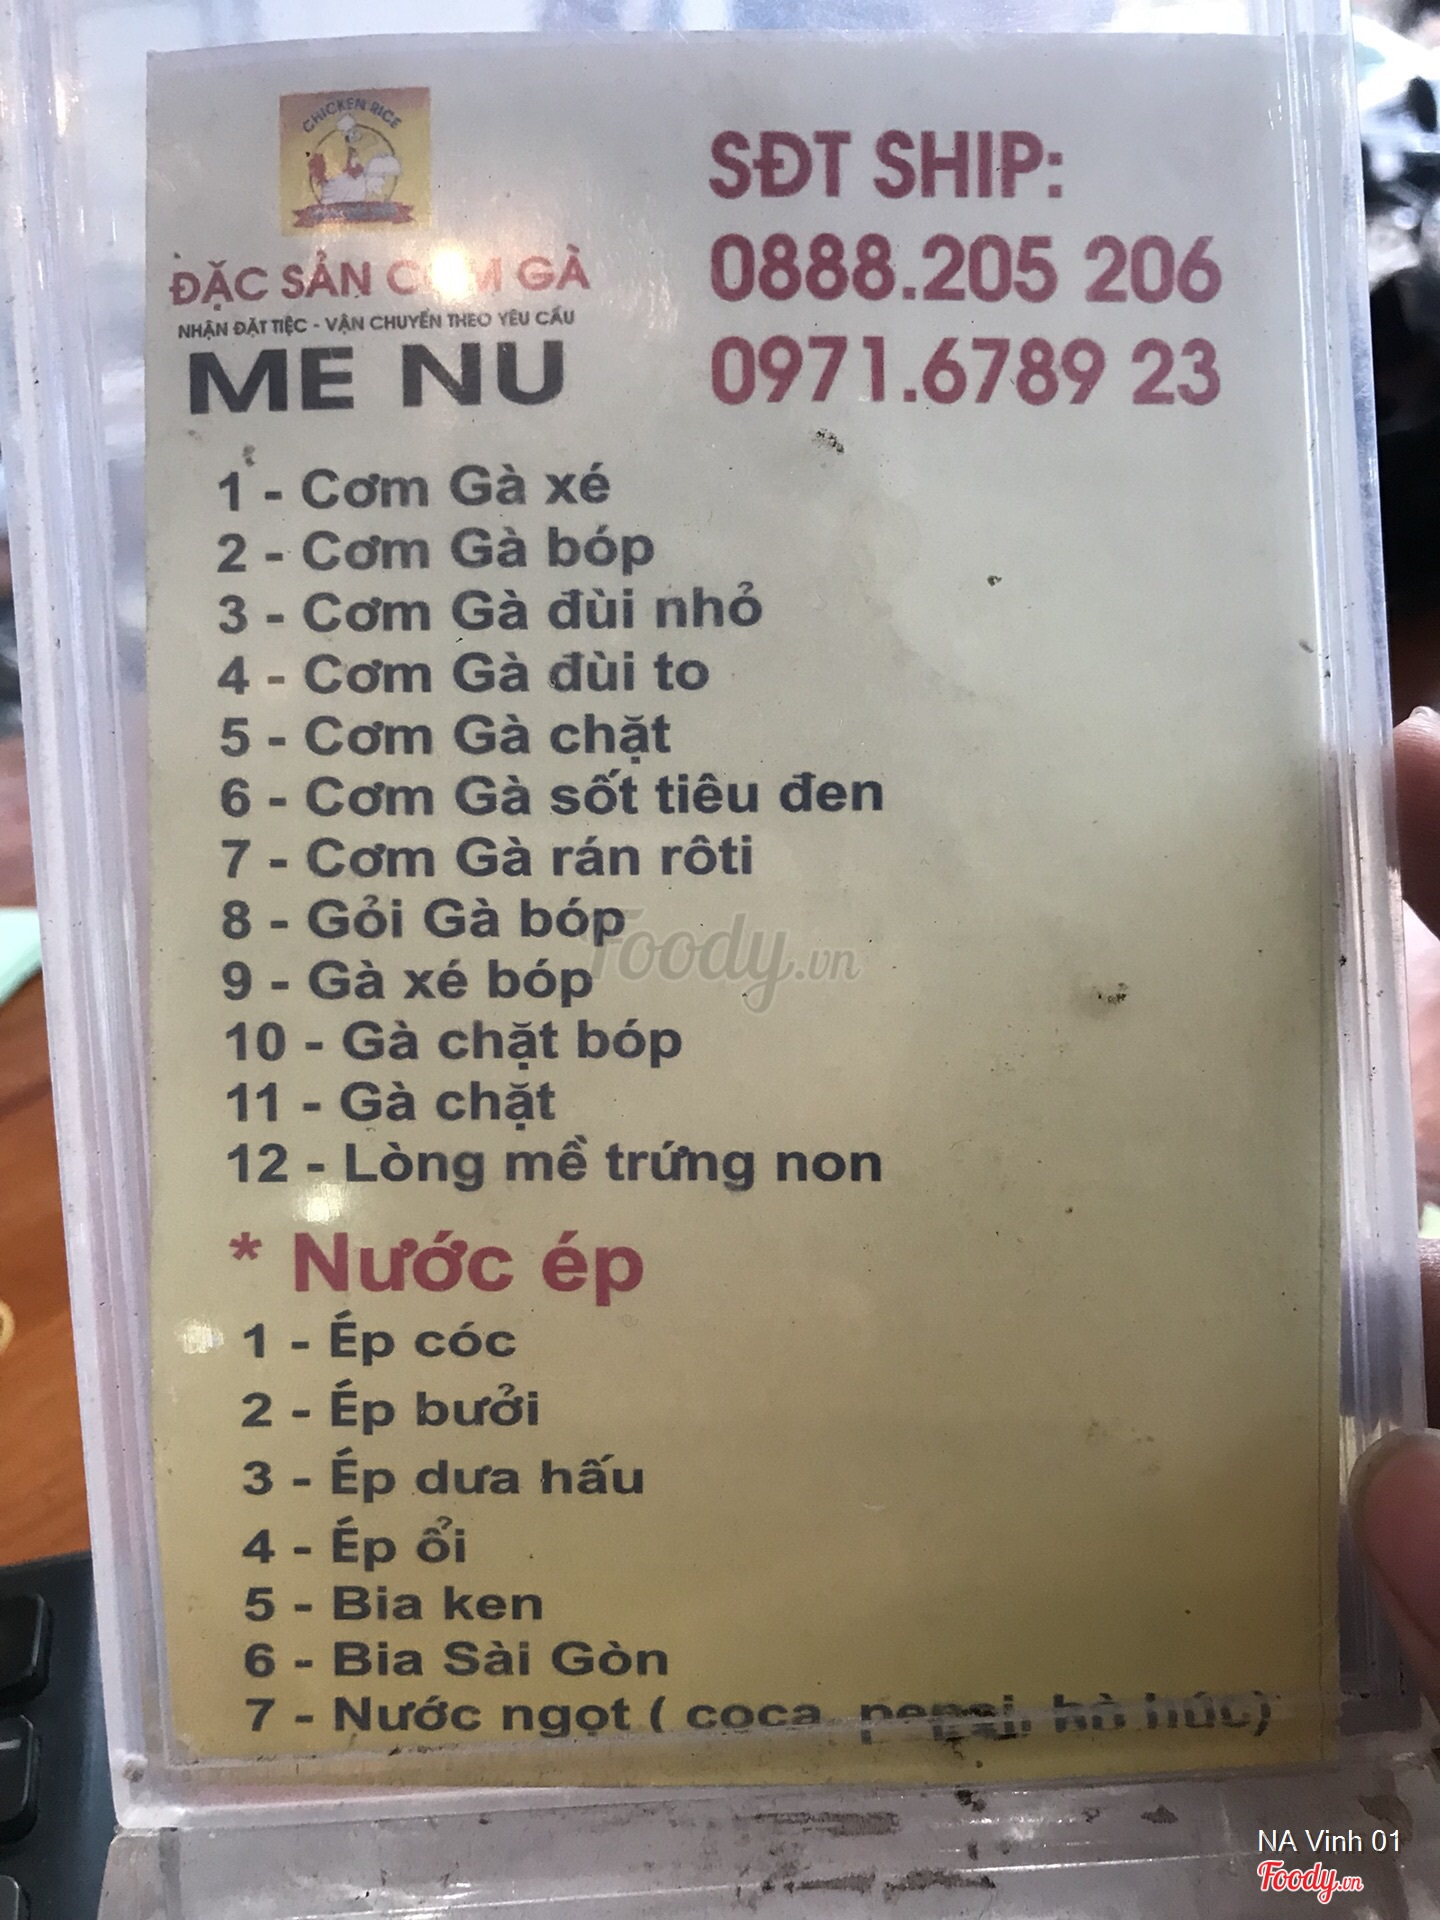 CHICKEN RICE
ĐẶC SẢN CƠM GÀ
NHẬN ĐẶT TIỆC - VẬN CHUYỂN THEO YÊU CẦU
ME NU
SĐT SHIP:
0888.205 206
0971.6789 23
1 - Cơm Gà xé
2 - Cơm Gà bóp
3 - Cơm Gà đùi nhỏ
4 - Cơm Gà đùi to
5 - Cơm Gà chặt
6 - Cơm Gà sốt tiêu đen
7 - Cơm Gà rán rôti
8 - Gỏi Gà bóp
9 - Gà xé bóp
10 - Gà chặt bóp
11 - Gà chặt
12 - Lòng mề trứng non
* Nước ép
1 - Ép cóc
2 - Ép bưởi
3 - Ép dưa hấu
4 - Ép ổi
5 - Bia ken
6 - Bia Sài Gòn
7 - Nước ngọt ( coca, pepsi, bò húc)
Foody.vn
NA Vinh 01
Foody.vn